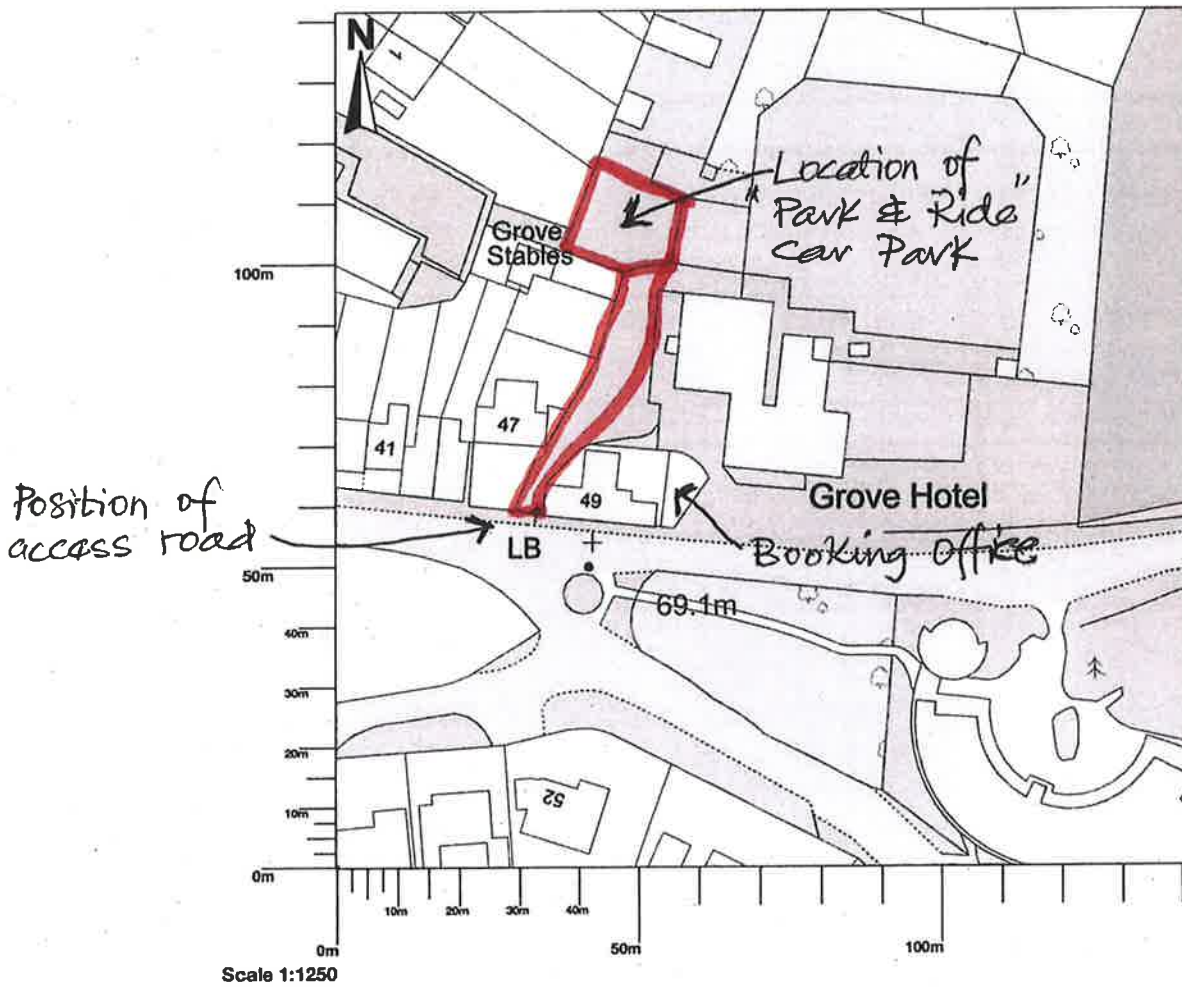 N
1
Location of
"Park & Ride"
Car Park
Grove
Stables
100m
47
41
49
Grove Hotel
Position of
access road
LB
Booking Office
50m
69.1m
40m
30m
20m
52
10m
0m
10m
20m
30m
40m
0m
50m
100m
Scale 1:1250